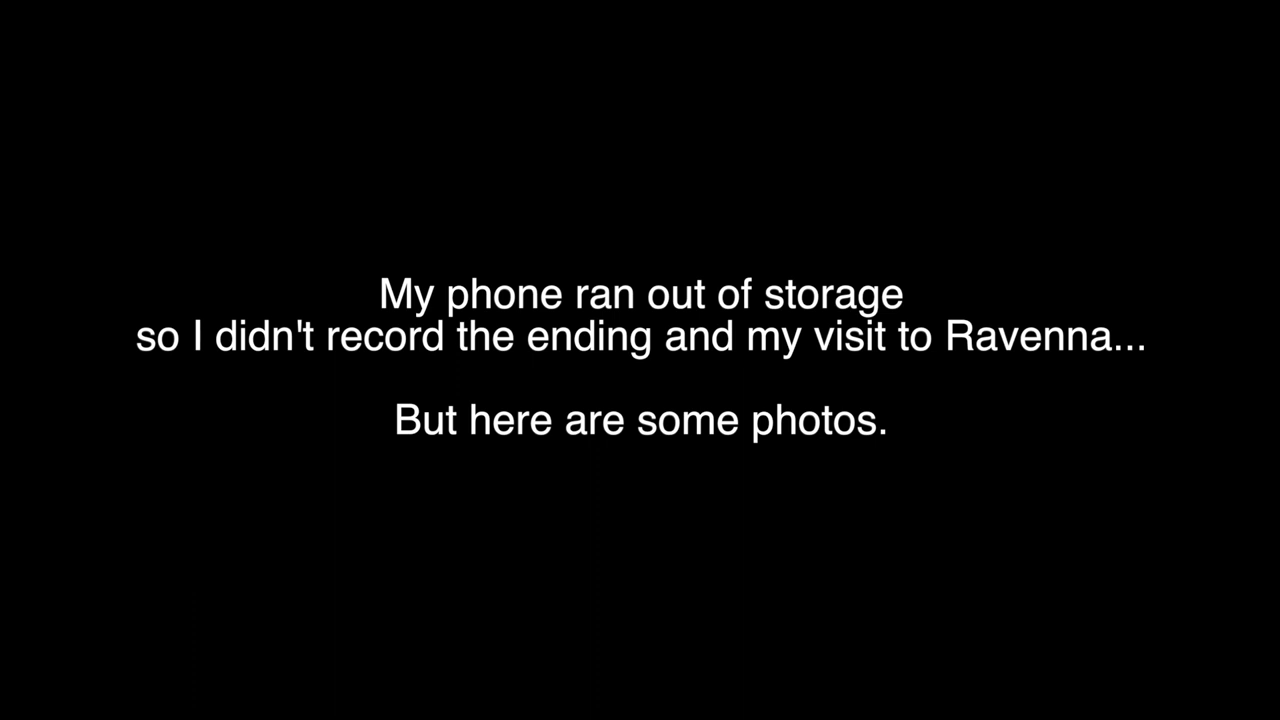 My phone ran out of storage
so I didn't record the ending and my visit to Ravenna...
But here are some photos.